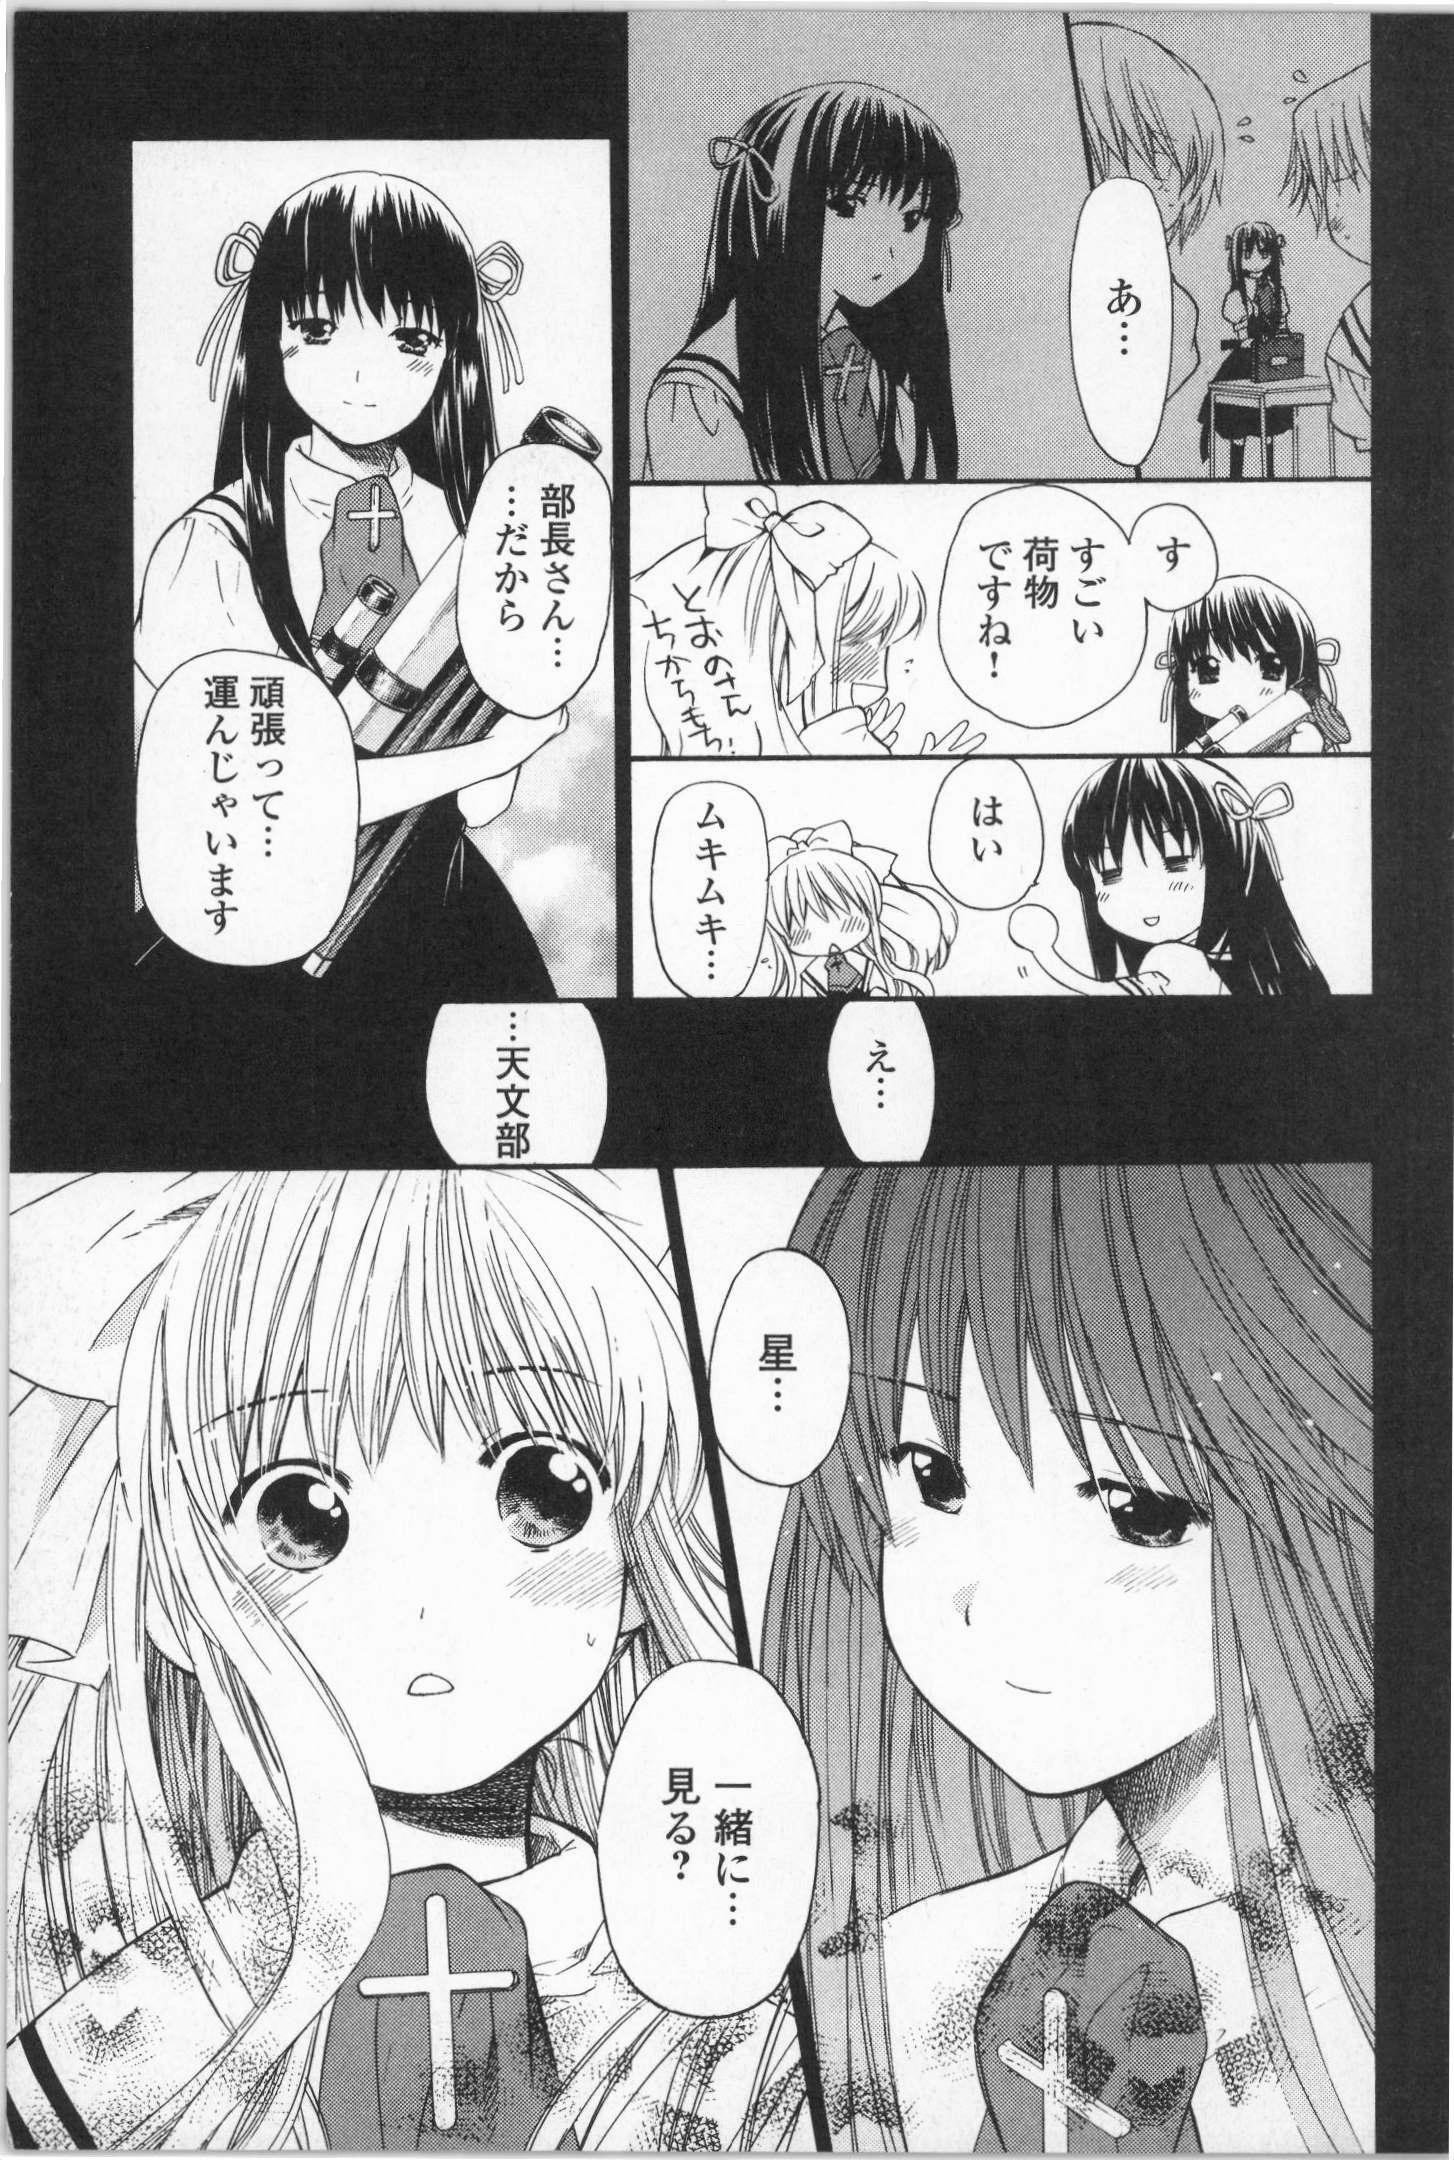 あ…
す
すごい
荷物
ですね！
とおのさん
ちからもち！
はい
ムキムキ…
部長さん…
…だから
頑張って…
運んじゃいます
え…
…天文部
星…
一緒に…
見る？